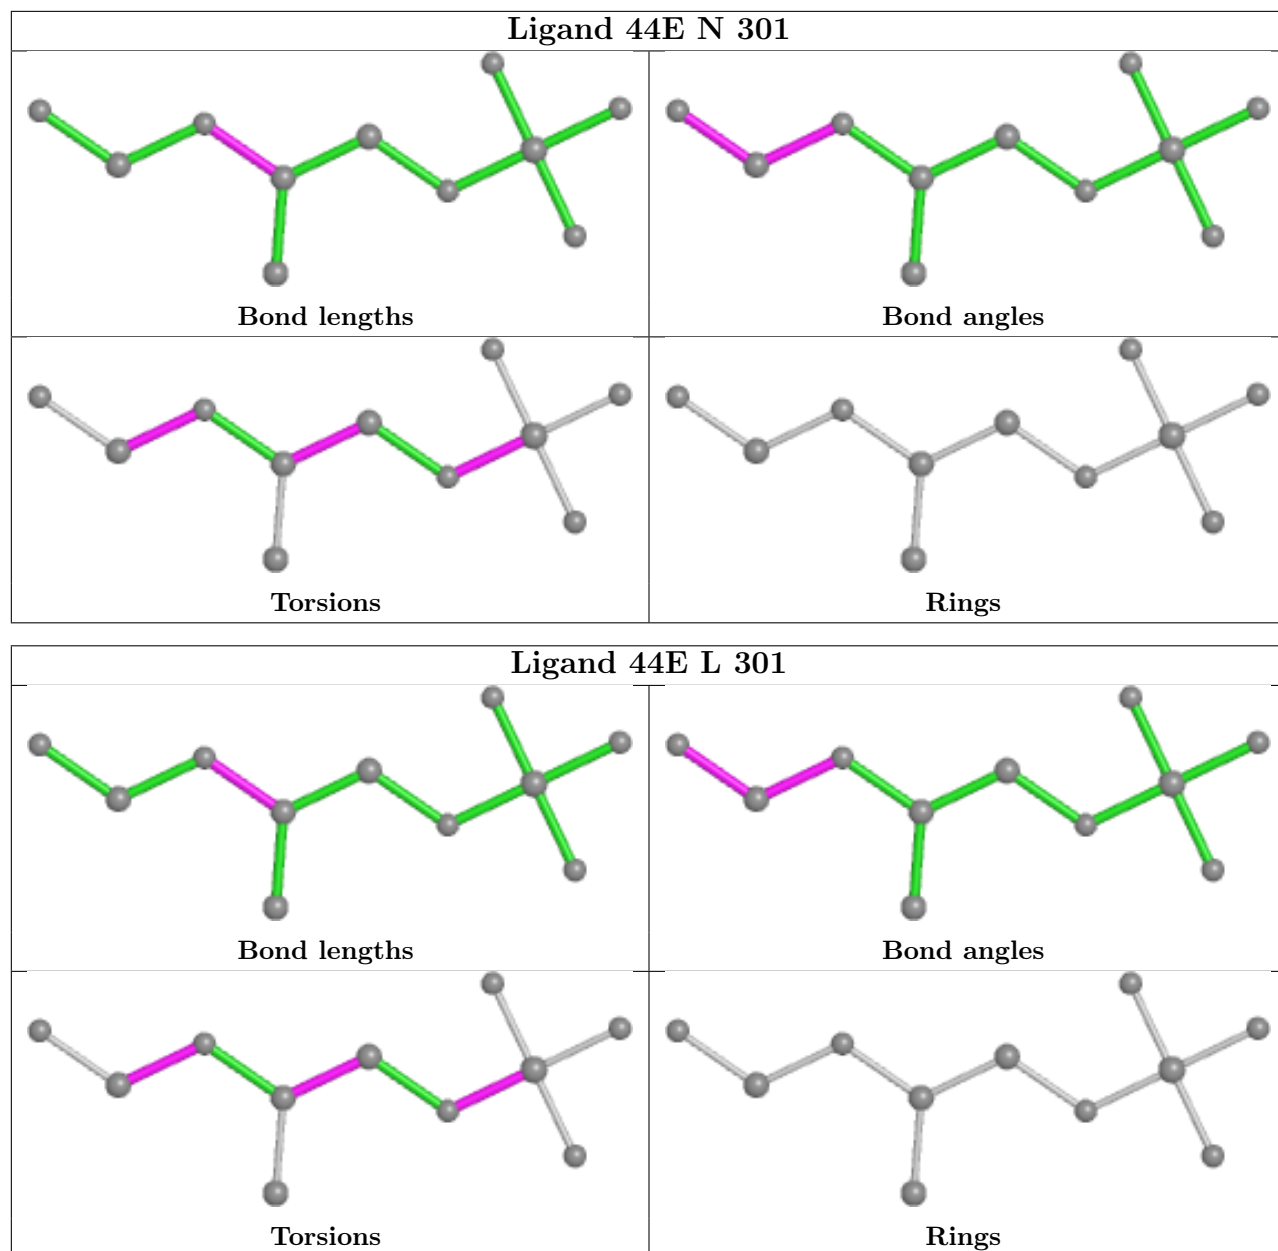 Ligand 44E N 301
Bond lengths
Bond angles
Torsions
Rings
Ligand 44E L 301
Bond lengths
Bond angles
Torsions
Rings